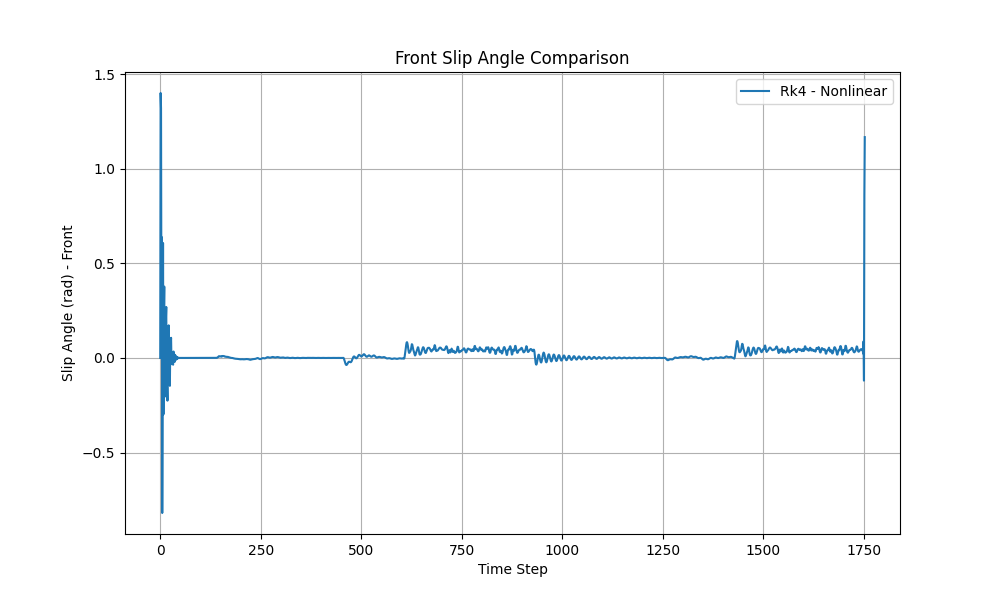 Front Slip Angle Comparison
Rk4 - Nonlinear
Slip Angle (rad) - Front
1.5
1.0
0.5
0.0
−0.5
0 250 500 750 1000 1250 1500 1750
Time Step